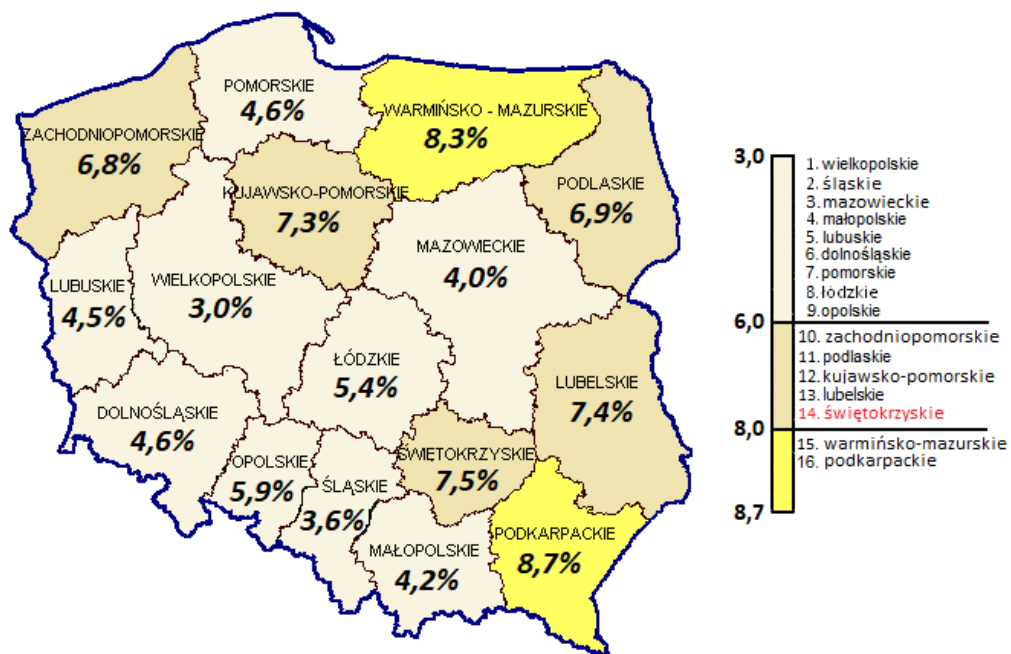 POMORSKIE
4,6%
WARMIŃSKO - MAZURSKIE
8,3%
ZACHODNIOPOMORSKIE
6,8%
KUJAWSKO-POMORSKIE
7,3%
PODLASKIE
6,9%
MAZOWIECKIE
4,0%
LUBUSKIE
4,5%
WIELKOPOLSKIE
3,0%
ŁÓDZKIE
5,4%
LUBELSKIE
7,4%
DOLNOŚLĄSKIE
4,6%
OPOLSKIE
5,9%
ŚLĄSKIE
3,6%
ŚWIĘTOKRZYSKIE
7,5%
MAŁOPOLSKIE
4,2%
PODKARPACKIE
8,7%
3,0
1. wielkopolskie
2. śląskie
3. mazowieckie
4. małopolskie
5. lubuskie
6. dolnośląskie
7. pomorskie
8. łódzkie
9. opolskie
6,0
10. zachodniopomorskie
11. podlaskie
12. kujawsko-pomorskie
13. lubelskie
14. świętokrzyskie
8,0
15. warmińsko-mazurskie
16. podkarpackie
8,7